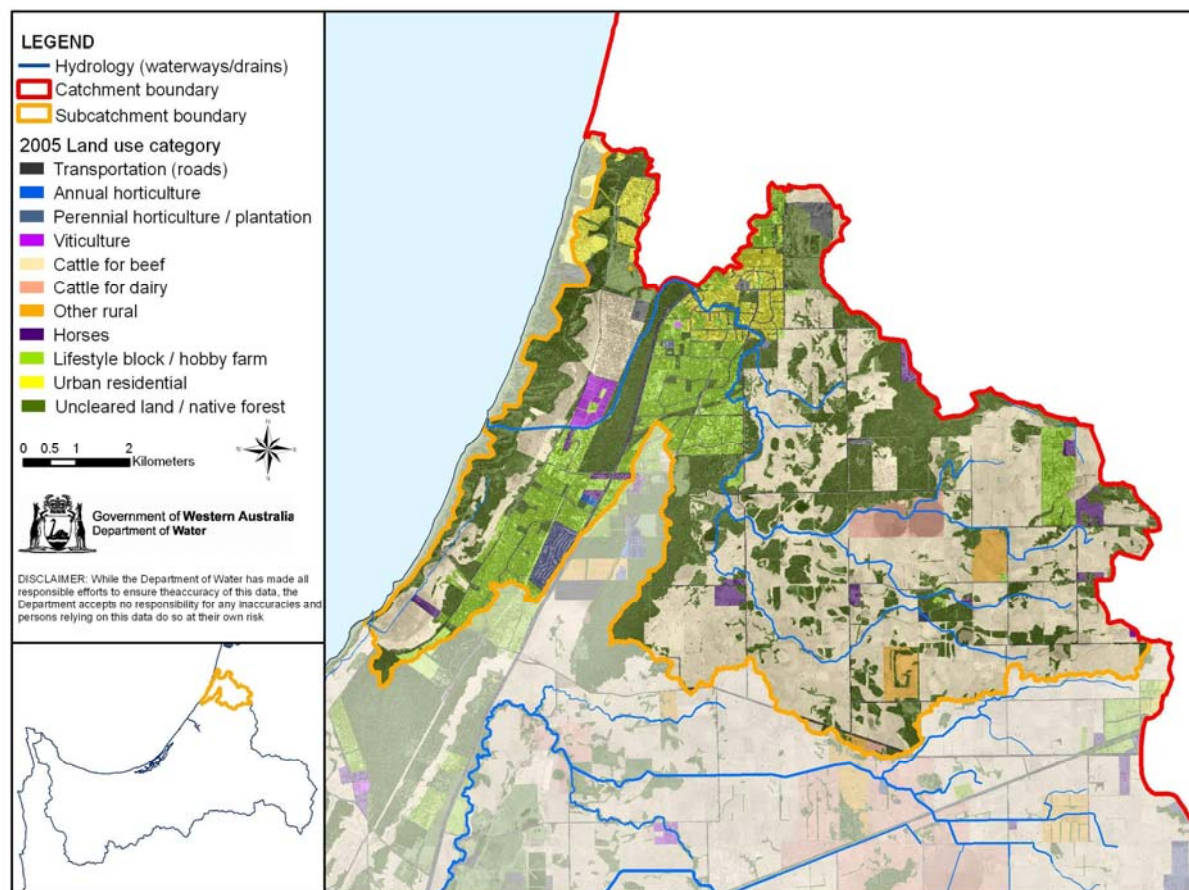 LEGEND
Hydrology (waterways/drains)
Catchment boundary
Subcatchment boundary
2005 Land use category
Transportation (roads)
Annual horticulture
Perennial horticulture / plantation
Viticulture
Cattle for beef
Cattle for dairy
Other rural
Horses
Lifestyle block / hobby farm
Urban residential
Uncleared land / native forest
0 0.5 1 2
Kilometers
Government of Western Australia
Department of Water
DISCLAIMER: While the Department of Water has made all
responsible efforts to ensure theaccuracy of this data, the
Department accepts no responsibility for any inaccuracies and
persons relying on this data do so at their own risk